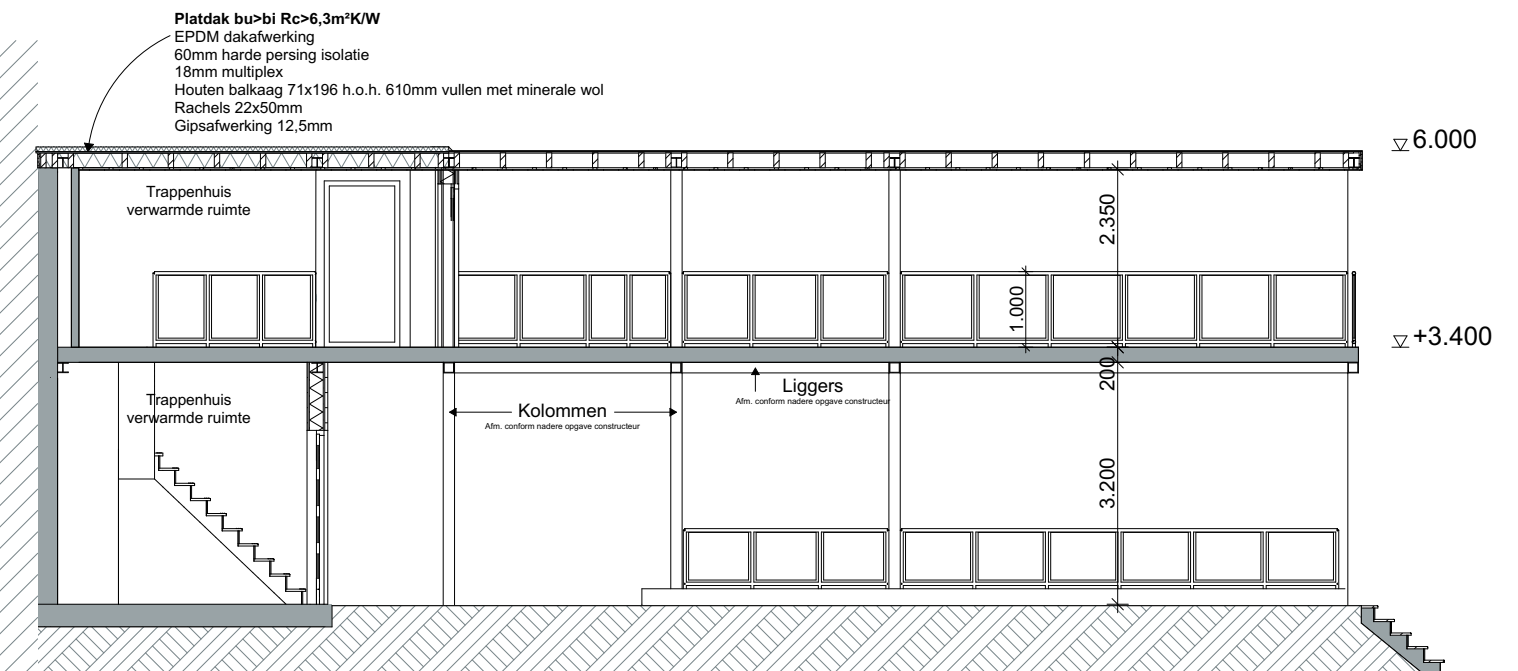 Platdak bu>bi Rc>6,3m²K/W
EPDM dakafwerking
60mm harde persing isolatie
18mm multiplex
Houten balkaag 71x196 h.o.h. 610mm vullen met minerale wol
Rachels 22x50mm
Gipsafwerking 12,5mm
6.000
Trappenhuis
verwarmde ruimte
2.350
1.000
+3.400
200
Liggers
Afm. conform nadere opgave constructeur
Trappenhuis
verwarmde ruimte
Kolommen
Afm. conform nadere opgave constructeur
3.200